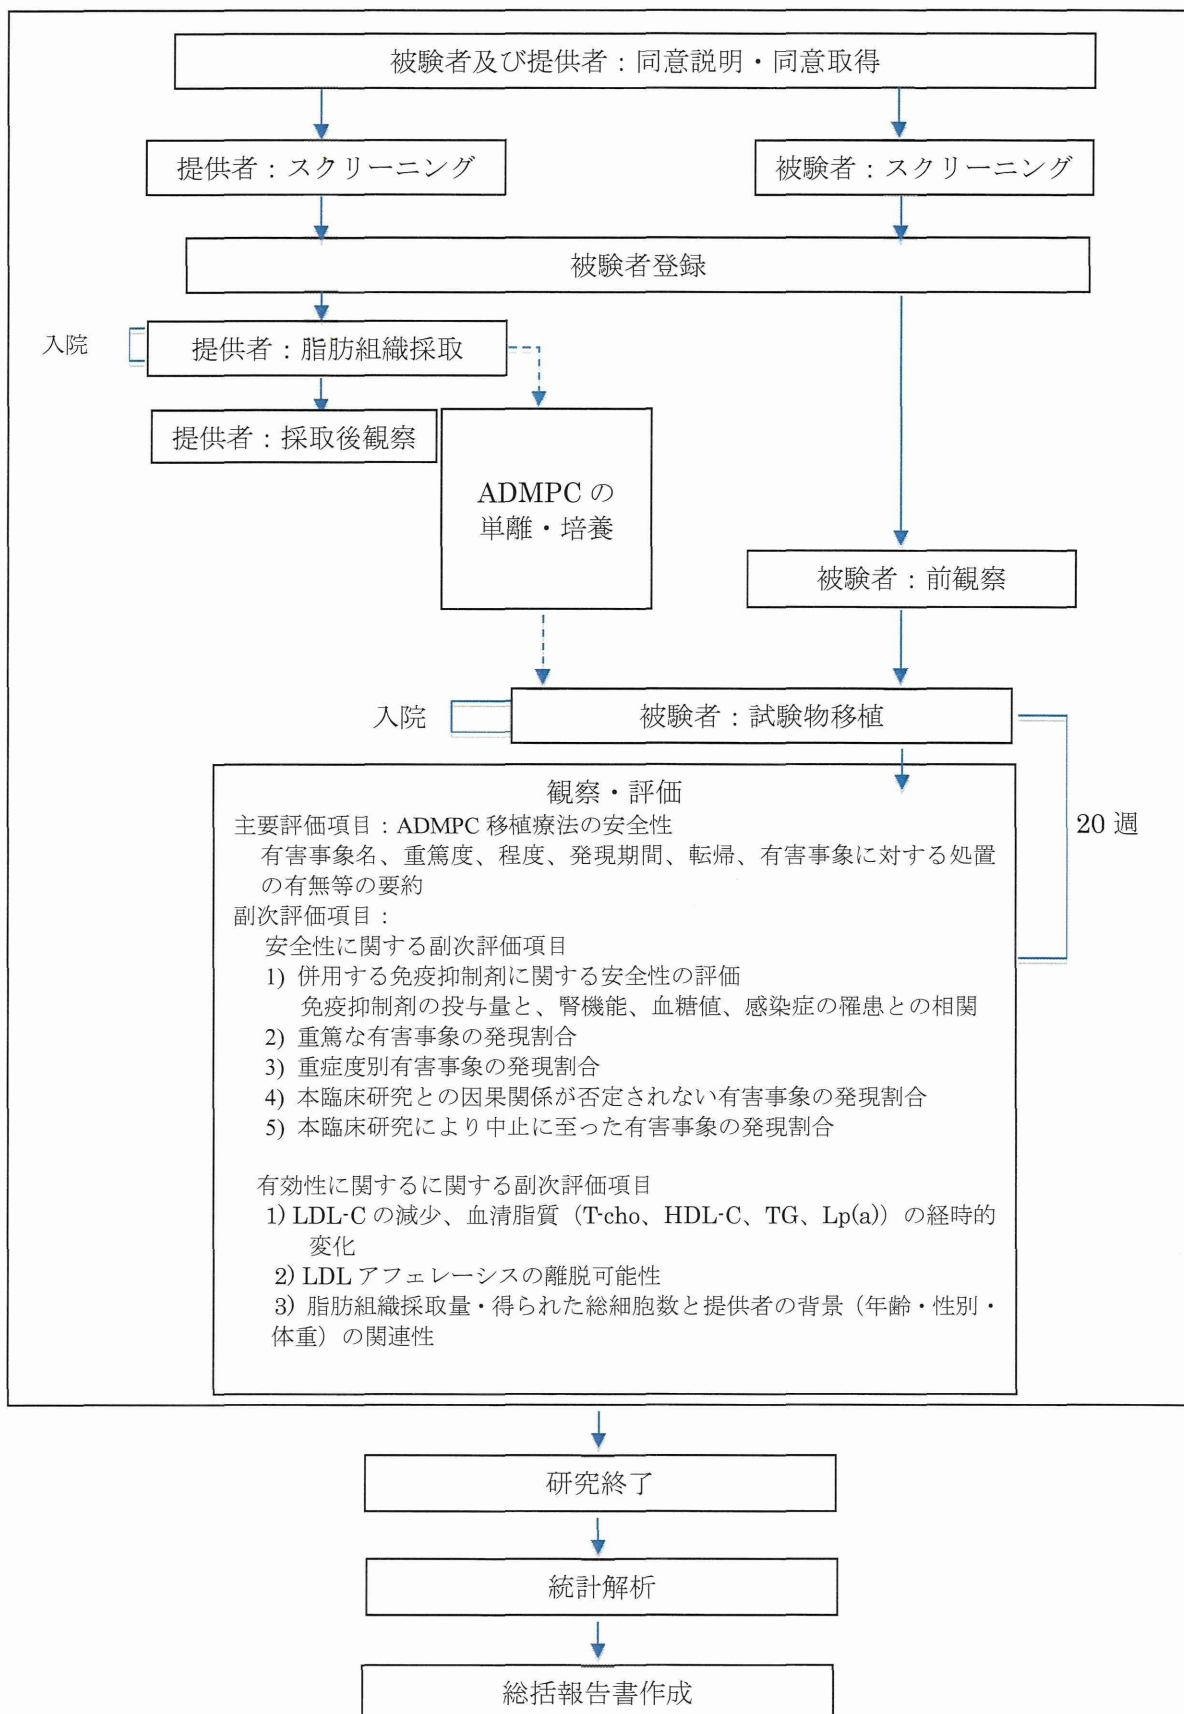 被験者及び提供者：同意説明・同意取得
提供者：スクリーニング
被験者：スクリーニング
被験者登録
入院
提供者：脂肪組織採取
提供者：採取後観察
ADMPC の
単離・培養
被験者：前観察
入院
被験者：試験物移植
20 週
観察・評価
主要評価項目：ADMPC 移植療法の安全性
有害事象名、重篤度、程度、発現期間、転帰、有害事象に対する処置
の有無等の要約
副次評価項目：
安全性に関する副次評価項目
1) 併用する免疫抑制剤に関する安全性の評価
免疫抑制剤の投与量と、腎機能、血糖値、感染症の罹患との相関
2) 重篤な有害事象の発現割合
3) 重症度別有害事象の発現割合
4) 本臨床研究との因果関係が否定されない有害事象の発現割合
5) 本臨床研究により中止に至った有害事象の発現割合
有効性に関するに関する副次評価項目
1) LDL-C の減少、血清脂質（T-cho、HDL-C、TG、Lp(a)）の経時的
変化
2) LDL アフェレーシスの離脱可能性
3) 脂肪組織採取量・得られた総細胞数と提供者の背景（年齢・性別・
体重）の関連性
研究終了
統計解析
総括報告書作成